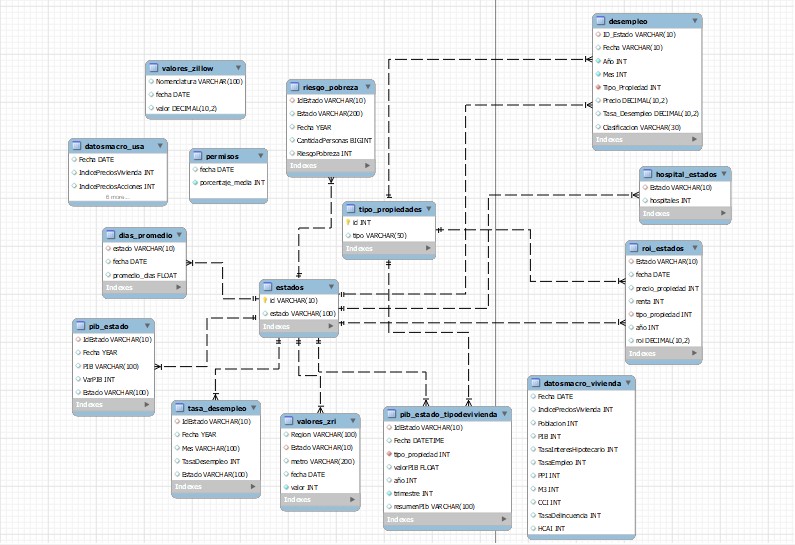 desempleo
ID_Estado VARCHAR(10)
Fecha VARCHAR(10)
Año INT
Mes INT
Tipo_Propiedad INT
Precio DECIMAL(10,2)
Tasa_Desempleo DECIMAL(10,2)
Clasificacion VARCHAR(30)
Indexes
valores_zillow
Nomenclatura VARCHAR(100)
fecha DATE
valor DECIMAL(10,2)
riesgo_pobreza
IdEstado VARCHAR(10)
Estado VARCHAR(200)
Fecha YEAR
CantidadPersonas BIGINT
RiesgoPobreza INT
Indexes
datosmacro_usa
Fecha DATE
IndicePreciosVivienda INT
IndicePreciosAcciones INT
6 more...
permisos
fecha DATE
porcentaje_media INT
hospital_estados
Estado VARCHAR(10)
hospitales INT
Indexes
tipo_propiedades
id INT
tipo VARCHAR(50)
Indexes
dias_promedio
estado VARCHAR(10)
fecha DATE
promedio_dias FLOAT
Indexes
roi_estados
Estado VARCHAR(10)
fecha DATE
precio_propiedad INT
renta INT
tipo_propiedad INT
año INT
roi DECIMAL(10,2)
Indexes
estados
id VARCHAR(10)
estado VARCHAR(100)
Indexes
pib_estado
IdEstado VARCHAR(10)
Fecha YEAR
PIB VARCHAR(100)
VarPIB INT
Estado VARCHAR(100)
Indexes
tasa_desempleo
IdEstado VARCHAR(10)
Fecha YEAR
Mes VARCHAR(100)
TasaDesempleo INT
Estado VARCHAR(100)
Indexes
valores_zri
Region VARCHAR(100)
Estado VARCHAR(10)
metro VARCHAR(200)
fecha DATE
valor INT
Indexes
pib_estado_tipodevivienda
IdEstado VARCHAR(10)
Fecha DATETIME
tipo_propiedad INT
valorPIB FLOAT
año INT
trimestre INT
resumenPib VARCHAR(100)
Indexes
datosmacro_vivienda
Fecha DATE
IndicePreciosVivienda INT
Poblacion INT
PIB INT
TasaInteresHipotecario INT
TasaEmpleo INT
PPI INT
M3 INT
CCI INT
TasaDelincuencia INT
HCAI INT